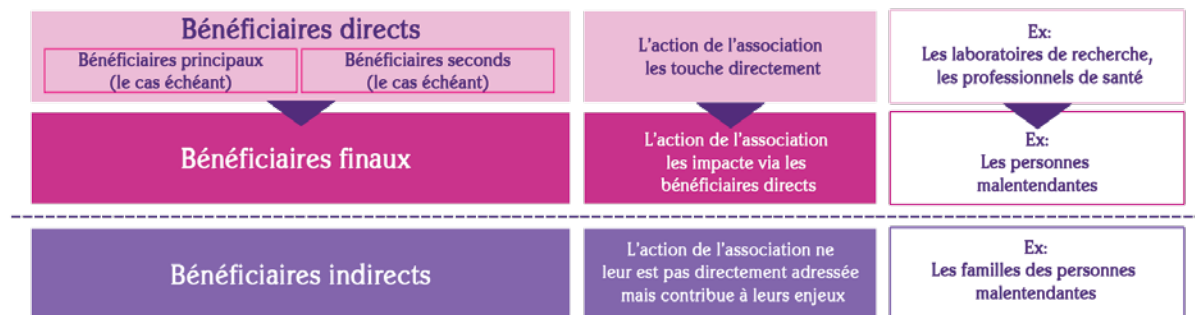 Bénéficiaires directs
Bénéficiaires principaux
(le cas échéant)
Bénéficiaires seconds
(le cas échéant)
L'action de l'association
les touche directement
Ex:
Les laboratoires de recherche,
les professionnels de santé
Bénéficiaires finaux
L'action de l'association
les impacte via les
bénéficiaires directs
Ex:
Les personnes
malentendantes
Bénéficiaires indirects
L'action de l'association ne
leur est pas directement adressée
mais contribue à leurs enjeux
Ex:
Les familles des personnes
malentendantes